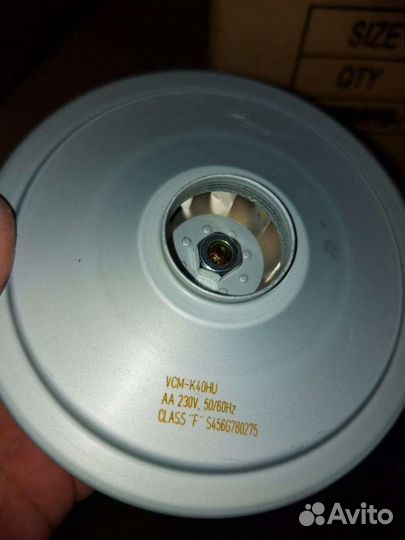 SIZE
QTY
VCM-K40HU
AA 230V. 50/60Hz
CLASS "F" S456G780275
Avito